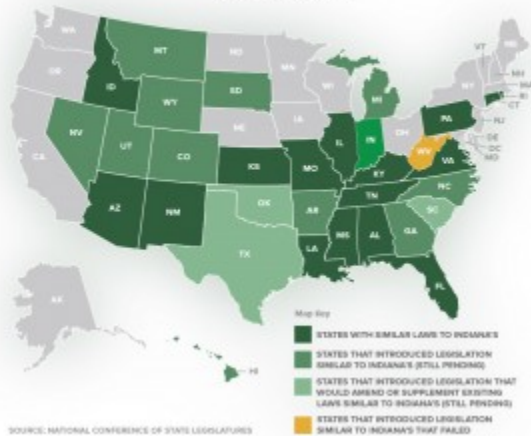 WA
OR
CA
NV
ID
MT
WY
UT
CO
AZ
NM
ND
SD
NE
KS
OK
TX
MN
IA
MO
AR
LA
WI
IL
MI
IN
OH
KY
TN
MS
AL
GA
FL
SC
NC
VA
WV
PA
NY
VT
ME
NH
MA
RI
CT
NJ
DE
DC
MD
AK
HI
Map Key
STATES WITH SIMILAR LAWS TO INDIANA'S
STATES THAT INTRODUCED LEGISLATION
SIMILAR TO INDIANA'S (STILL PENDING)
STATES THAT INTRODUCED LEGISLATION THAT
WOULD AMEND OR SUPPLEMENT EXISTING
LAWS SIMILAR TO INDIANA'S (STILL PENDING)
STATES THAT INTRODUCED LEGISLATION
SIMILAR TO INDIANA'S THAT FAILED
SOURCE: NATIONAL CONFERENCE OF STATE LEGISLATURES